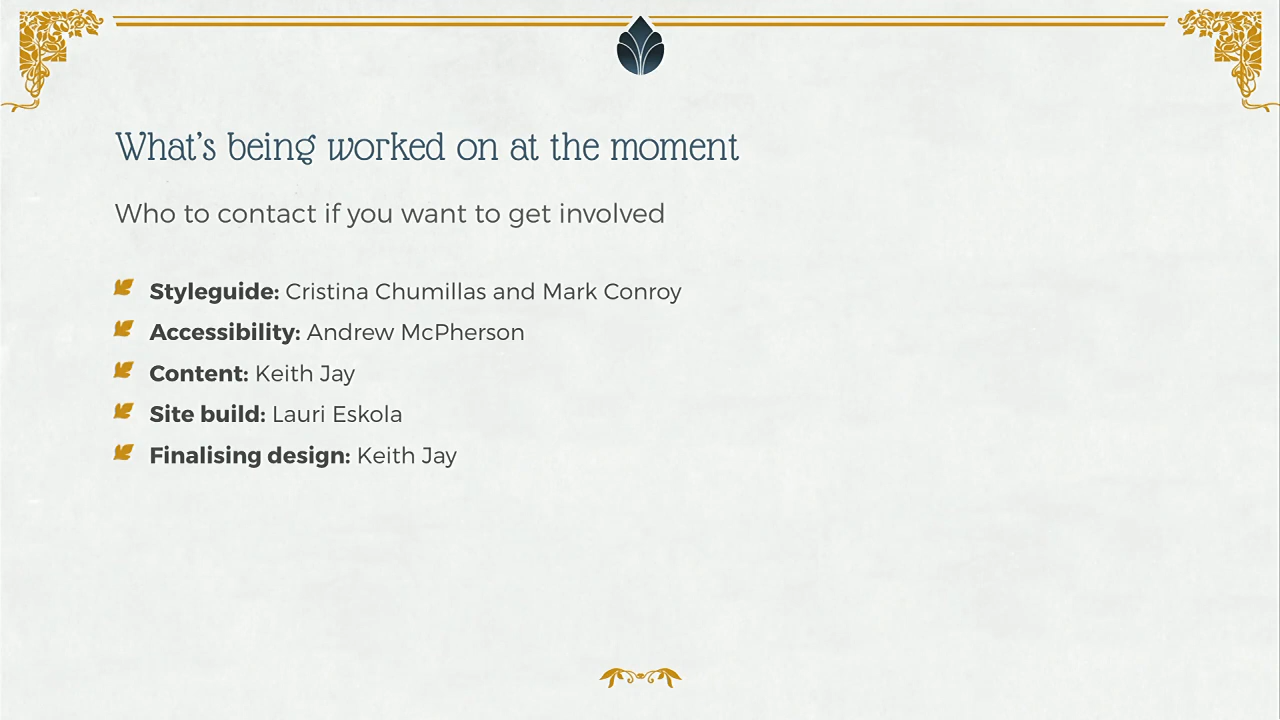 What's being worked on at the moment
Who to contact if you want to get involved
Styleguide: Cristina Chumillas and Mark Conroy
Accessibility: Andrew McPherson
Content: Keith Jay
Site build: Lauri Eskola
Finalising design: Keith Jay